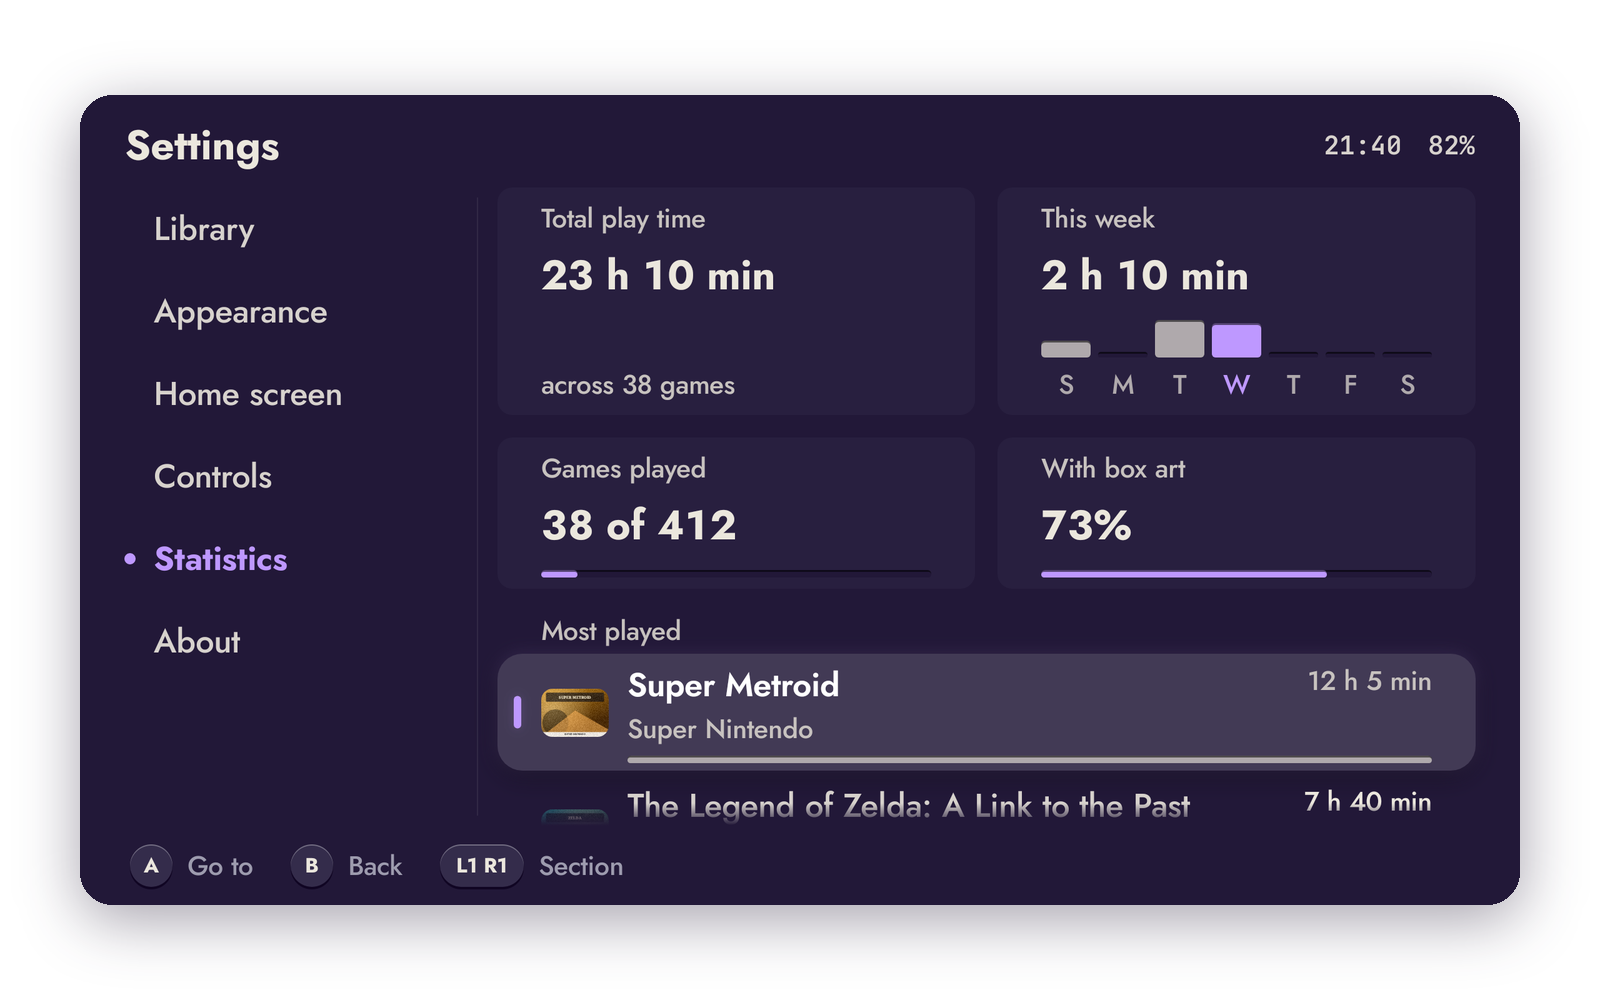 Settings
21:40 82%
Library
Appearance
Home screen
Controls
Statistics
About
Total play time
23 h 10 min
across 38 games
This week
2 h 10 min
S M T W T F S
Games played
38 of 412
With box art
73%
Most played
SUPER METROID
Super Metroid
12 h 5 min
Super Nintendo
The Legend of Zelda: A Link to the Past
7 h 40 min
A Go to B Back L1 R1 Section